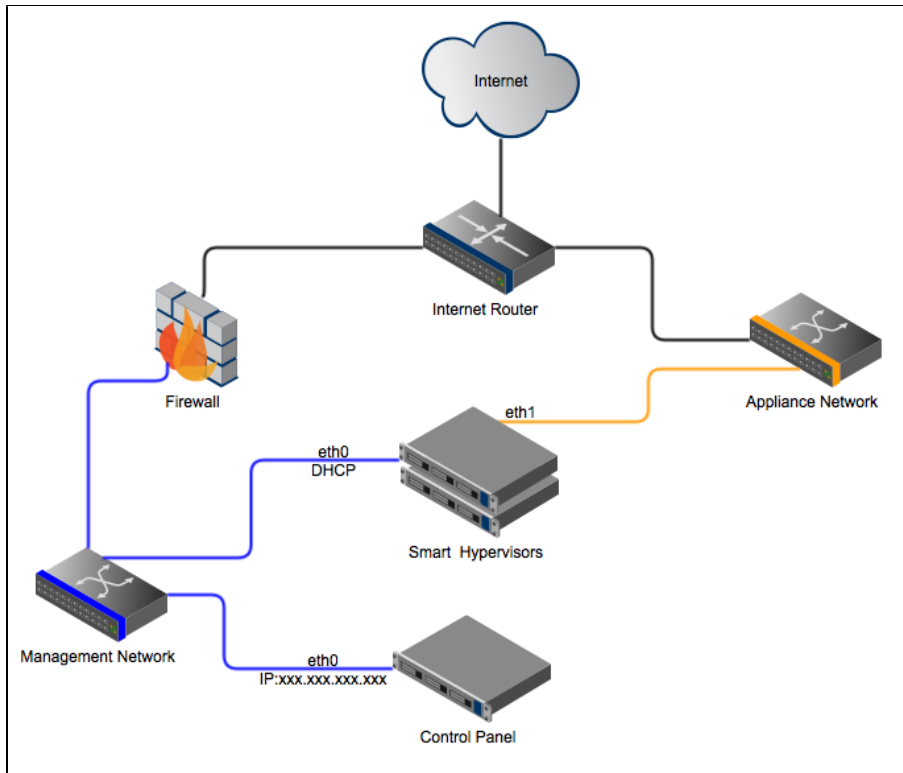 Internet
Internet Router
Firewall
Appliance Network
eth1
eth0
DHCP
Smart Hypervisors
Management Network
eth0
IP:xxx.xxx.xxx.xxx
Control Panel